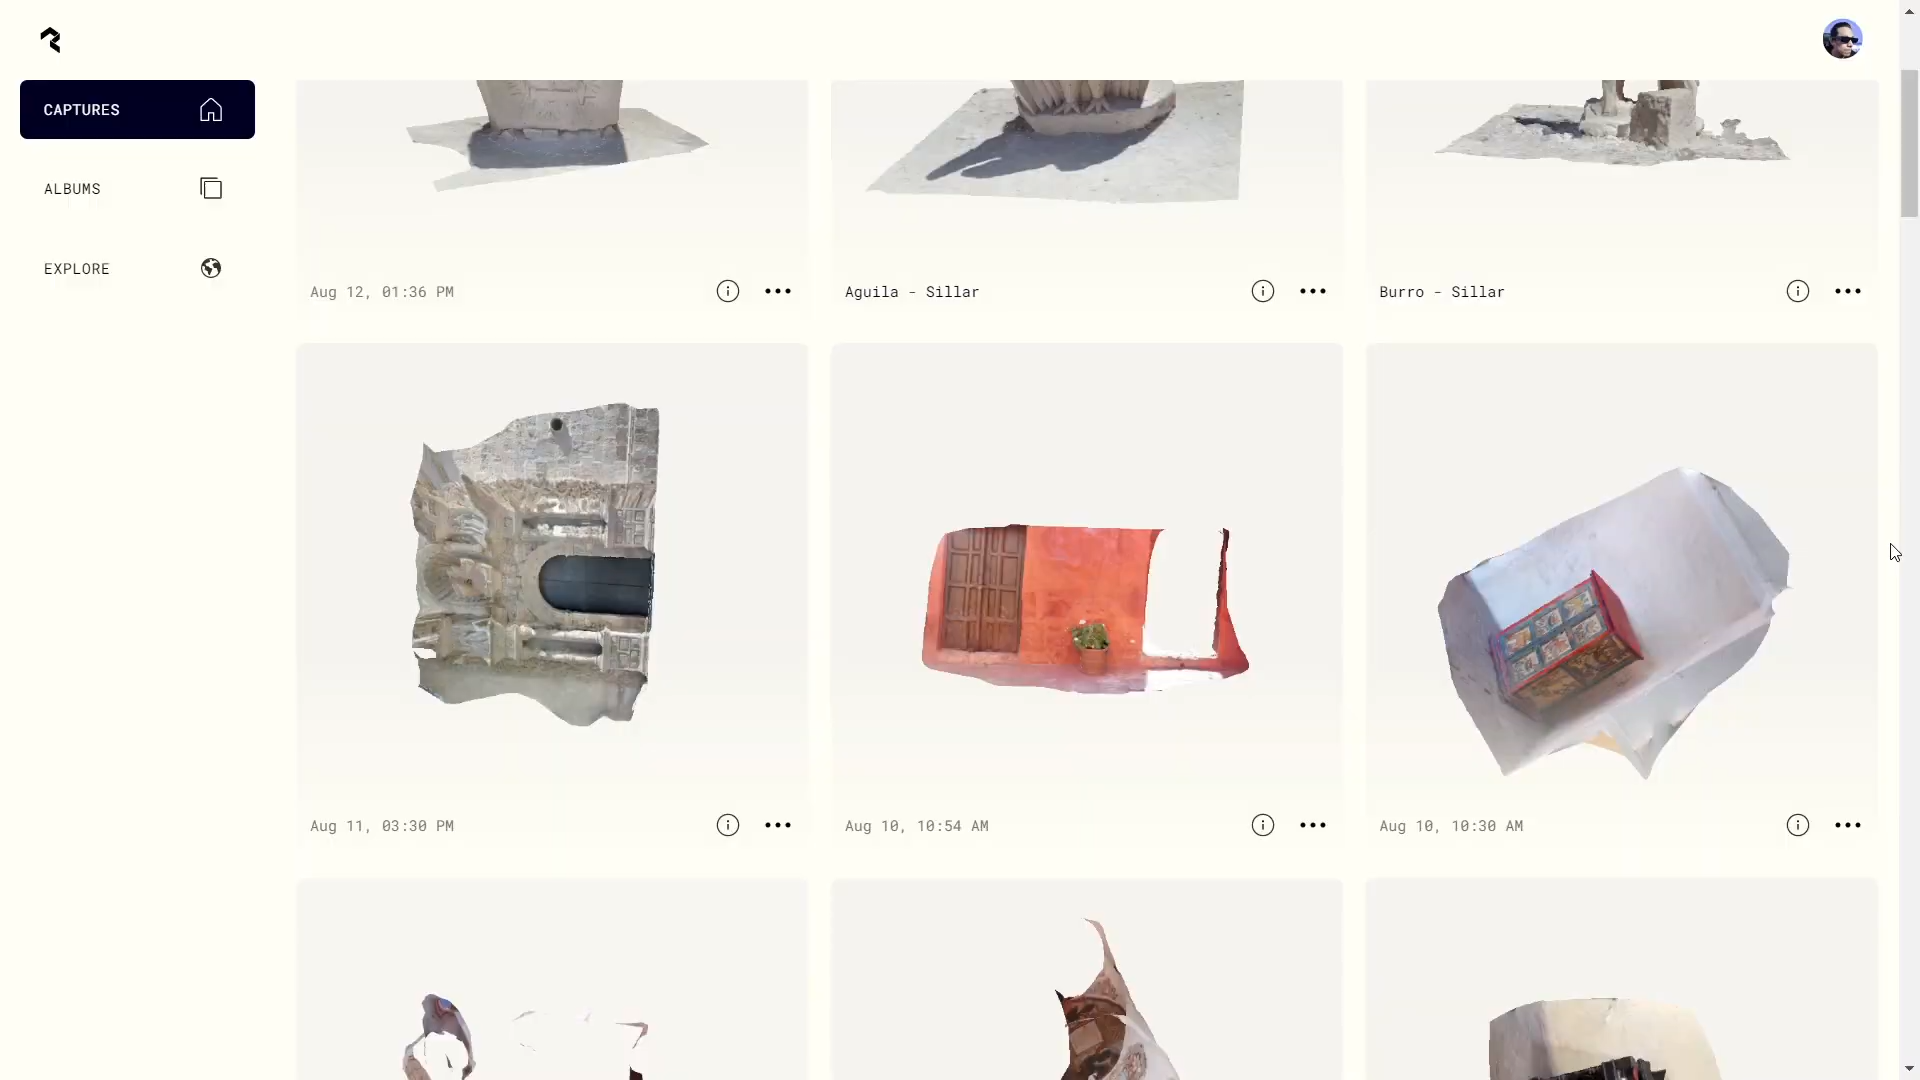 CAPTURES
ALBUMS
EXPLORE
Aug 12, 01:36 PM
Aguila - Sillar
Burro - Sillar
Aug 11, 03:30 PM
Aug 10, 10:54 AM
Aug 10, 10:30 AM